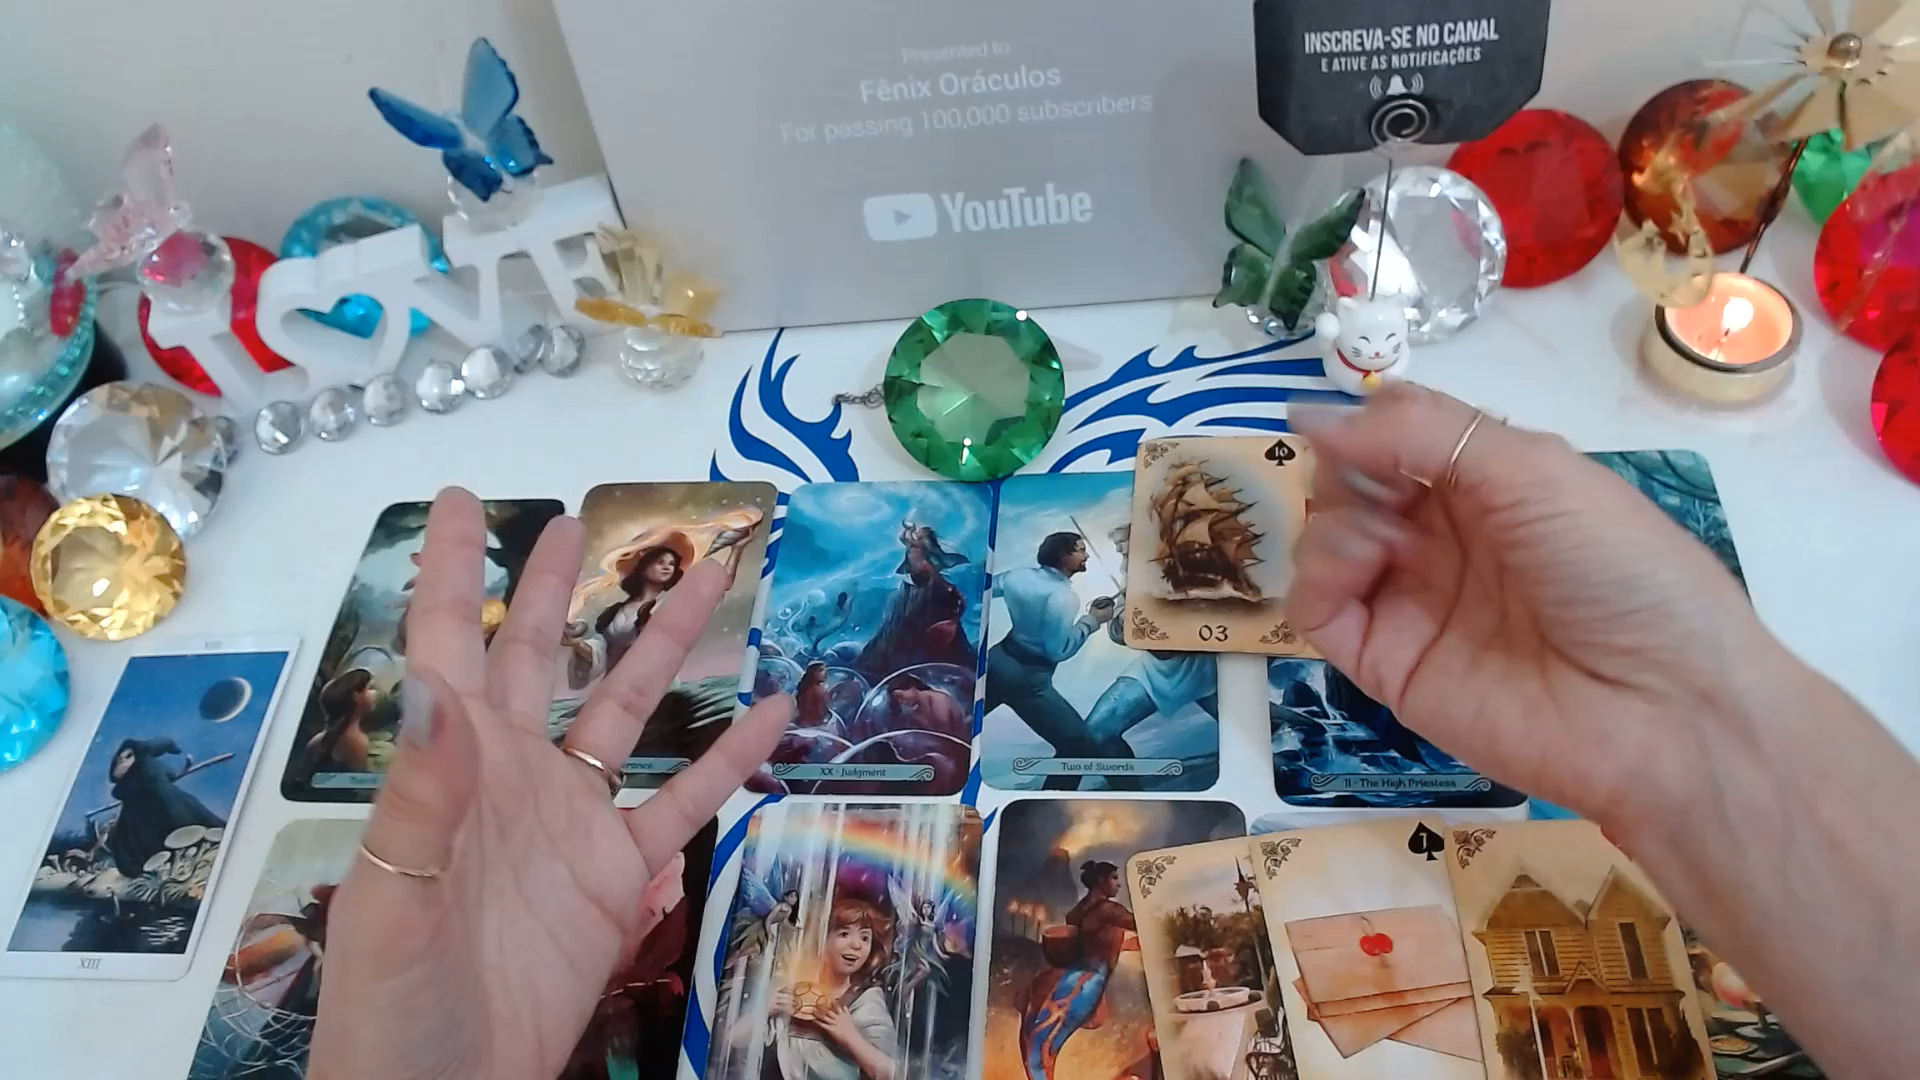 Presented to
Fênix Oráculos
For passing 100,000 subscribers
YouTube
INSCREVA-SE NO CANAL
E ATIVE AS NOTIFICAÇÕES
LOVE
10
03
XX - Judgment
Two of Swords
II - The High Priestess
XIII
1